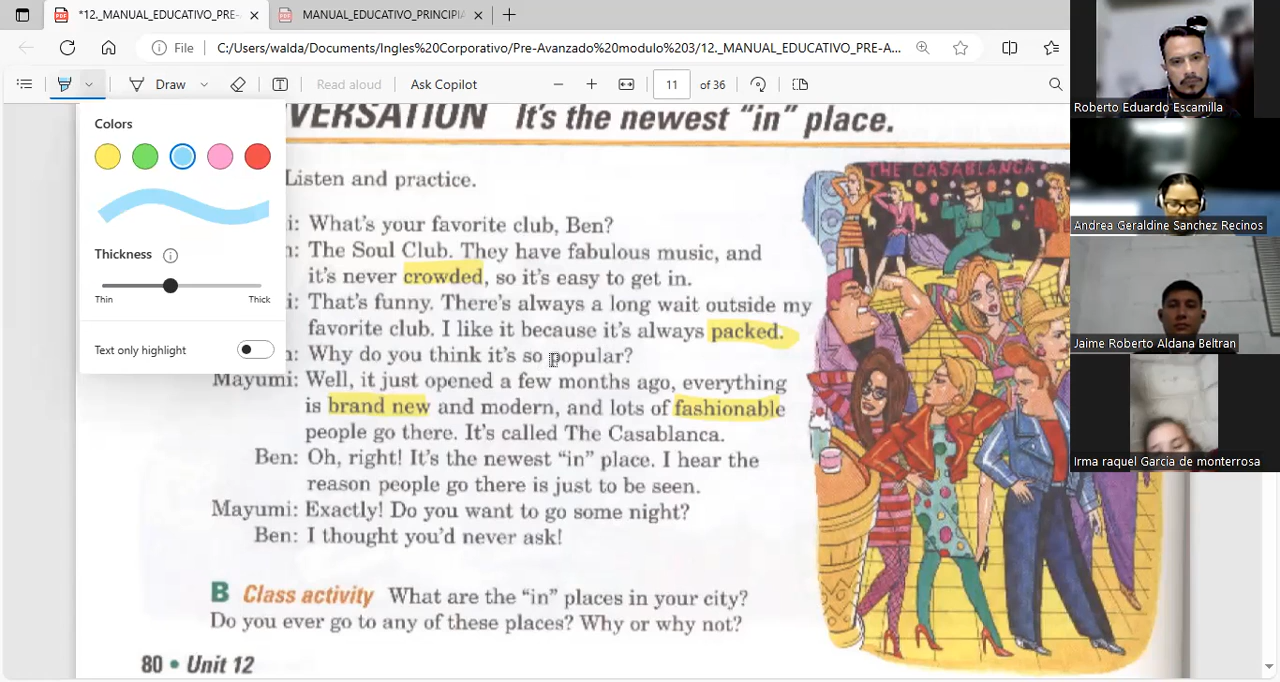 *12._MANUAL_EDUCATIVO_PRE-
MANUAL_EDUCATIVO_PRINCIPIA
File
C:/Users/walda/Documents/Ingles%20Corporativo/Pre-Avanzado%20modulo%203/12._MANUAL_EDUCATIVO_PRE-A...
Draw
Read aloud
Ask Copilot
11 of 36
Colors
Thickness
Thin
Thick
Text only highlight
VERSATION It's the newest "in" place.
Listen and practice.
i: What's your favorite club, Ben?
n: The Soul Club. They have fabulous music, and
it's never crowded, so it's easy to get in.
i: That's funny. There's always a long wait outside my
favorite club. I like it because it's always packed.
n: Why do you think it's so popular?
Mayumi: Well, it just opened a few months ago, everything
is brand new and modern, and lots of fashionable
people go there. It's called The Casablanca.
Ben: Oh, right! It's the newest "in" place. I hear the
reason people go there is just to be seen.
Mayumi: Exactly! Do you want to go some night?
Ben: I thought you'd never ask!
B Class activity What are the "in" places in your city?
Do you ever go to any of these places? Why or why not?
80 • Unit 12
THE CASABLANCA
Roberto Eduardo Escamilla
Andrea Geraldine Sanchez Recinos
Jaime Roberto Aldana Beltran
Irma raquel Garcia de monterrosa